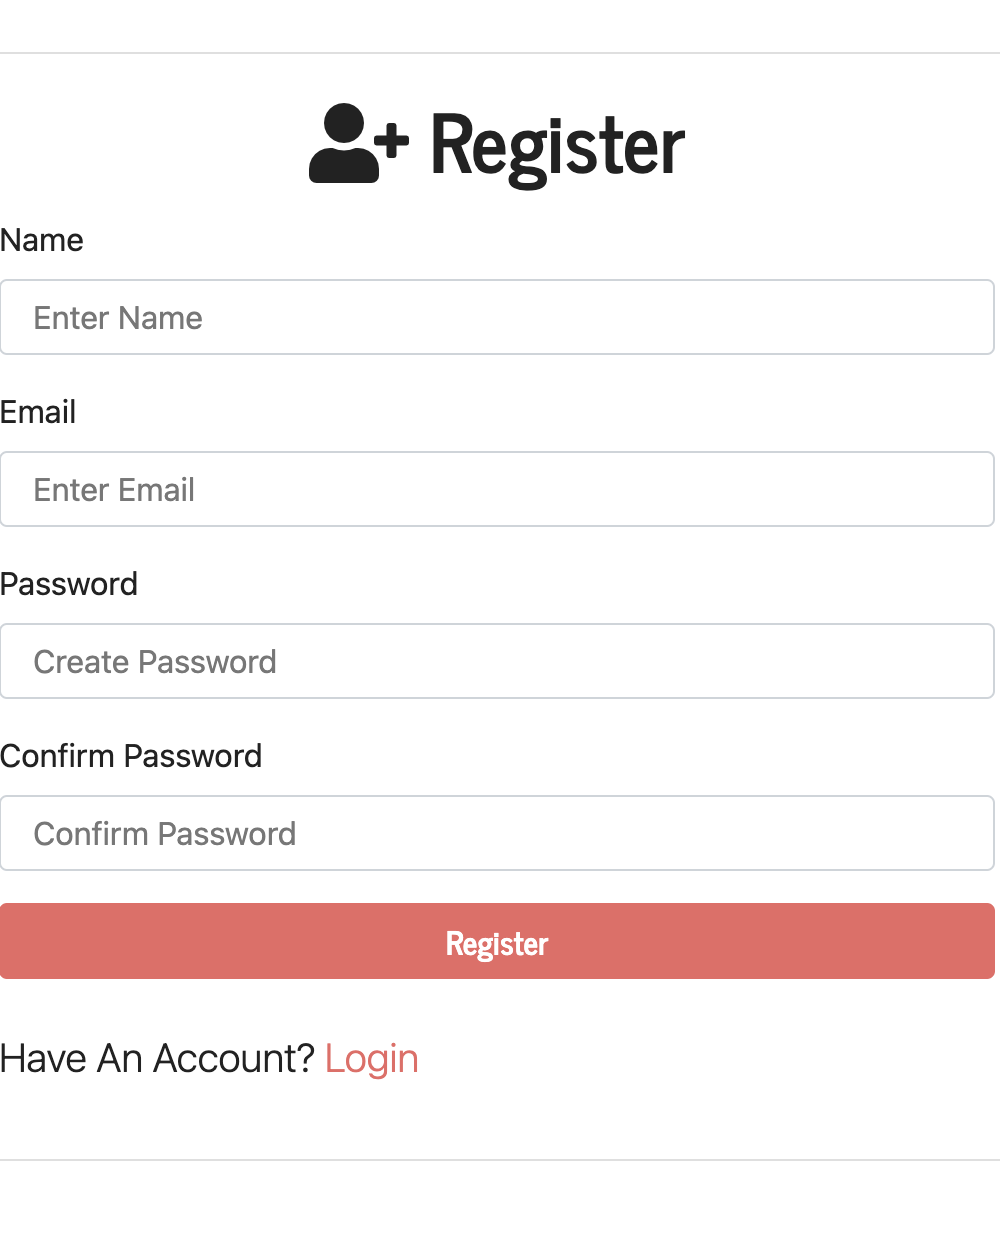 Register
Name
Enter Name
Email
Enter Email
Password
Create Password
Confirm Password
Confirm Password
Register
Have An Account? Login